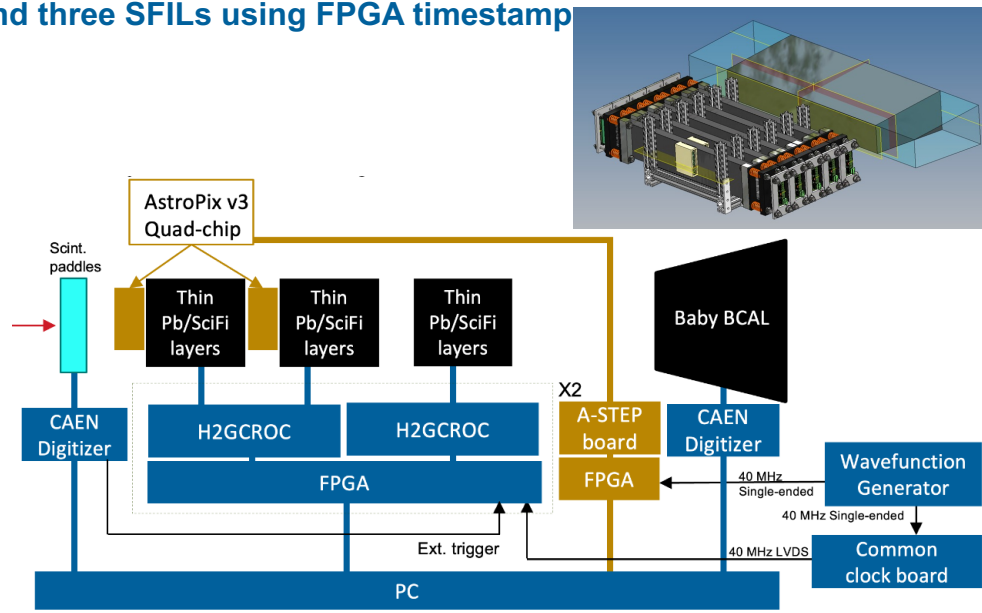 nd three SFILs using FPGA timestamp
AstroPix v3
Quad-chip
Scint.
paddles
Thin
Pb/SciFi
layers
Thin
Pb/SciFi
layers
Thin
Pb/SciFi
layers
Baby BCAL
X2
CAEN
Digitizer
H2GCROC
H2GCROC
A-STEP
board
CAEN
Digitizer
FPGA
FPGA
40 MHz
Single-ended
Wavefunction
Generator
40 MHz Single-ended
Ext. trigger
40 MHz LVDS
Common
clock board
PC